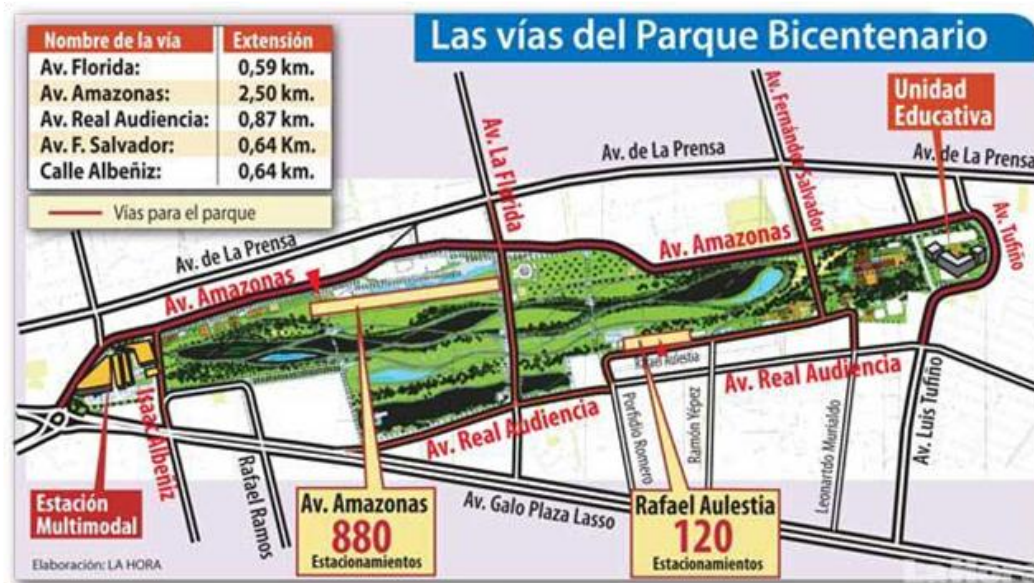 Las vías del Parque Bicentenario
Nombre de la vía Extensión
Av. Florida: 0,59 km.
Av. Amazonas: 2,50 km.
Av. Real Audiencia: 0,87 km.
Av. F. Salvador: 0,64 Km.
Calle Albeñiz: 0,64 km.
Vías para el parque
Av. La Florida
Av. de La Prensa
Av. Fernández Salvador
Unidad
Educativa
Av. de La Prensa
Av. de La Prensa
Av. Amazonas
Av. Amazonas
Av. Tufiño
Rafael Aulestia
Av. Real Audiencia
Av. Real Audiencia
Isaac Albeñiz
Rafael Ramos
Porfidio Romero
Ramón Yépez
Leonartdo Murialdo
Av. Luis Tufiño
Av. Galo Plaza Lasso
Estación
Multimodal
Av. Amazonas
880
Estacionamientos
Rafael Aulestia
120
Estacionamientos
Elaboración: LA HORA